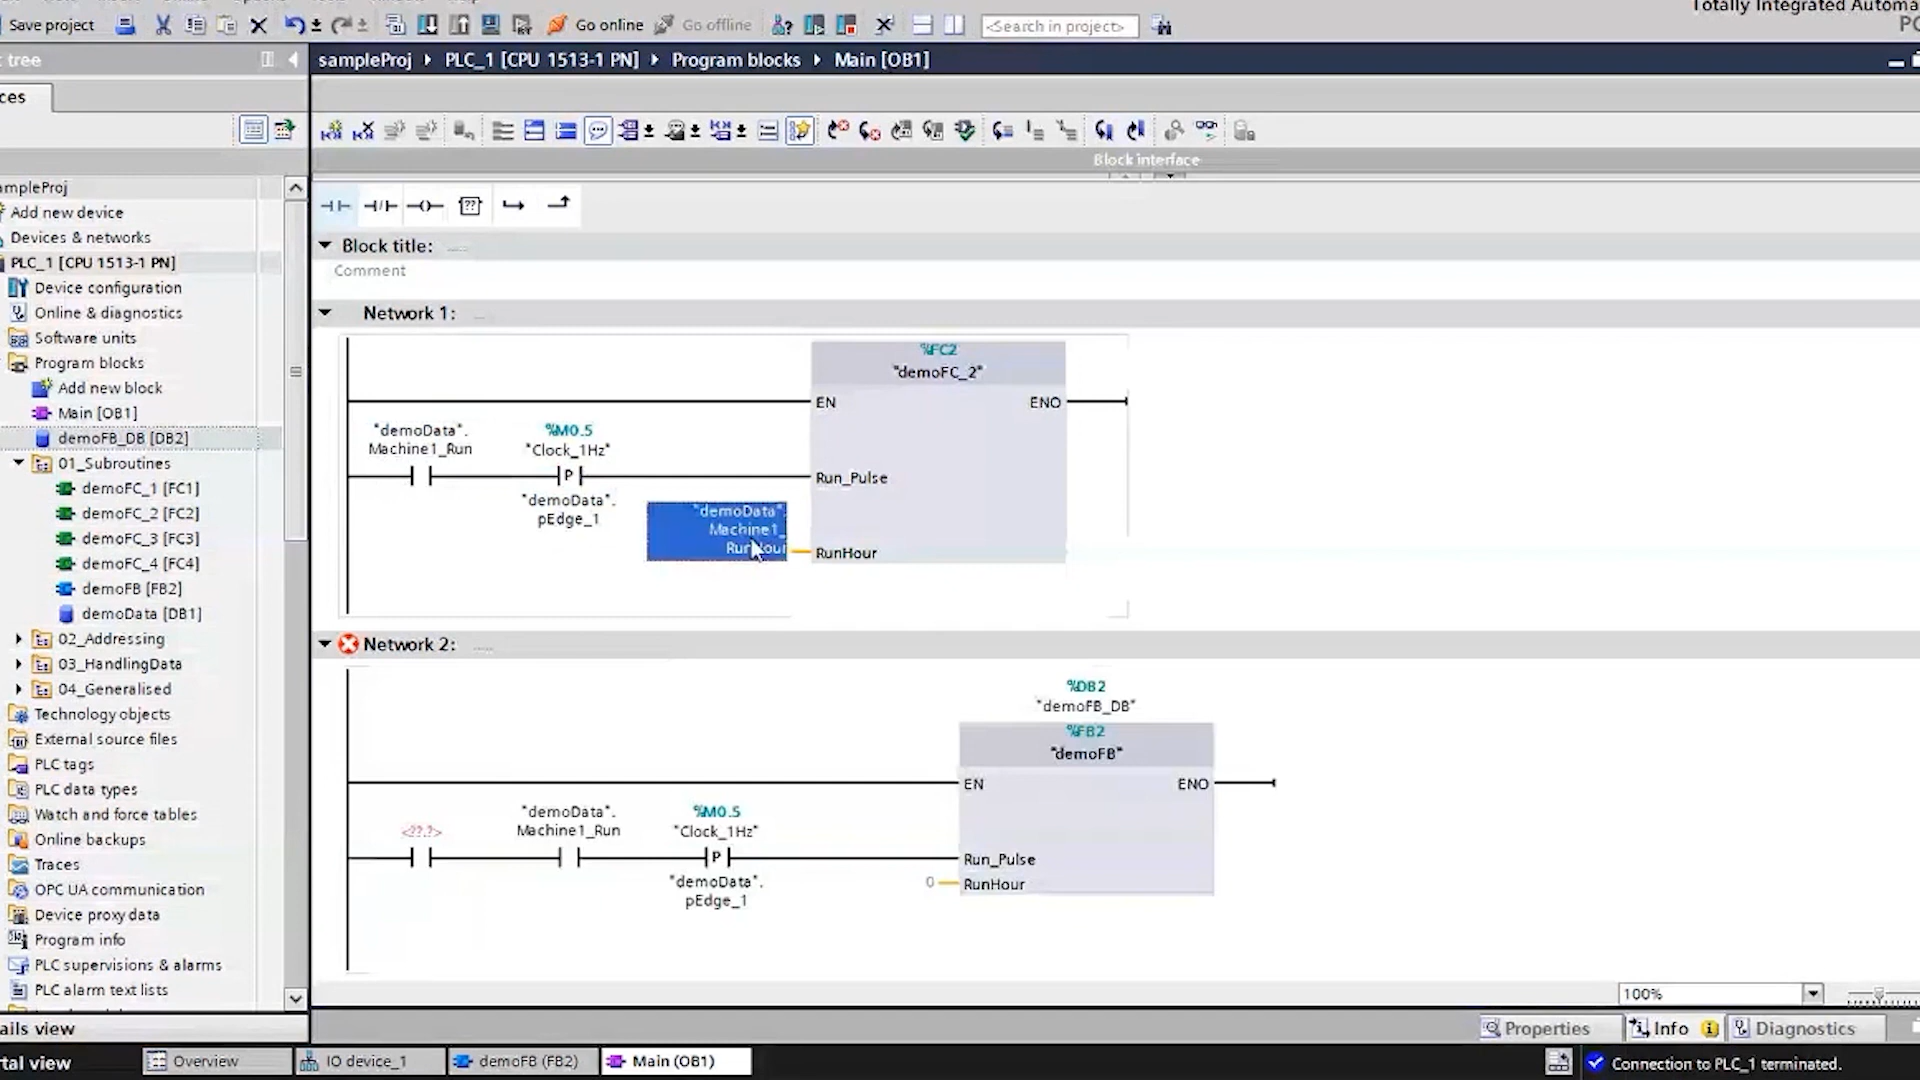 Totally Integrated Automa
Save project
Go online
Go offline
<Search in project>
PO
tree
sampleProj ▸ PLC_1 [CPU 1513-1 PN] ▸ Program blocks ▸ Main [OB1]
ces
Block interface
ampleProj
Add new device
Devices & networks
PLC_1 [CPU 1513-1 PN]
Device configuration
Online & diagnostics
Software units
Program blocks
Add new block
Main [OB1]
demoFB_DB [DB2]
01_Subroutines
demoFC_1 [FC1]
demoFC_2 [FC2]
demoFC_3 [FC3]
demoFC_4 [FC4]
demoFB [FB2]
demoData [DB1]
02_Addressing
03_HandlingData
04_Generalised
Technology objects
External source files
PLC tags
PLC data types
Watch and force tables
Online backups
Traces
OPC UA communication
Device proxy data
Program info
PLC supervisions & alarms
PLC alarm text lists
ails view
??
Block title: .....
Comment
Network 1: ....
%FC2
"demoFC_2"
EN
ENO
"demoData".
Machine1_Run
%M0.5
"Clock_1Hz"
P
Run_Pulse
"demoData".
pEdge_1
"demoData".
Machine1_
RunHour
RunHour
Network 2: .....
%DB2
"demoFB_DB"
%FB2
"demoFB"
EN
ENO
<??.?>
"demoData".
Machine1_Run
%M0.5
"Clock_1Hz"
P
Run_Pulse
"demoData".
pEdge_1
0
RunHour
100%
Properties
Info
Diagnostics
rtal view
Overview
IO device_1
demoFB (FB2)
Main (OB1)
Connection to PLC_1 terminated.